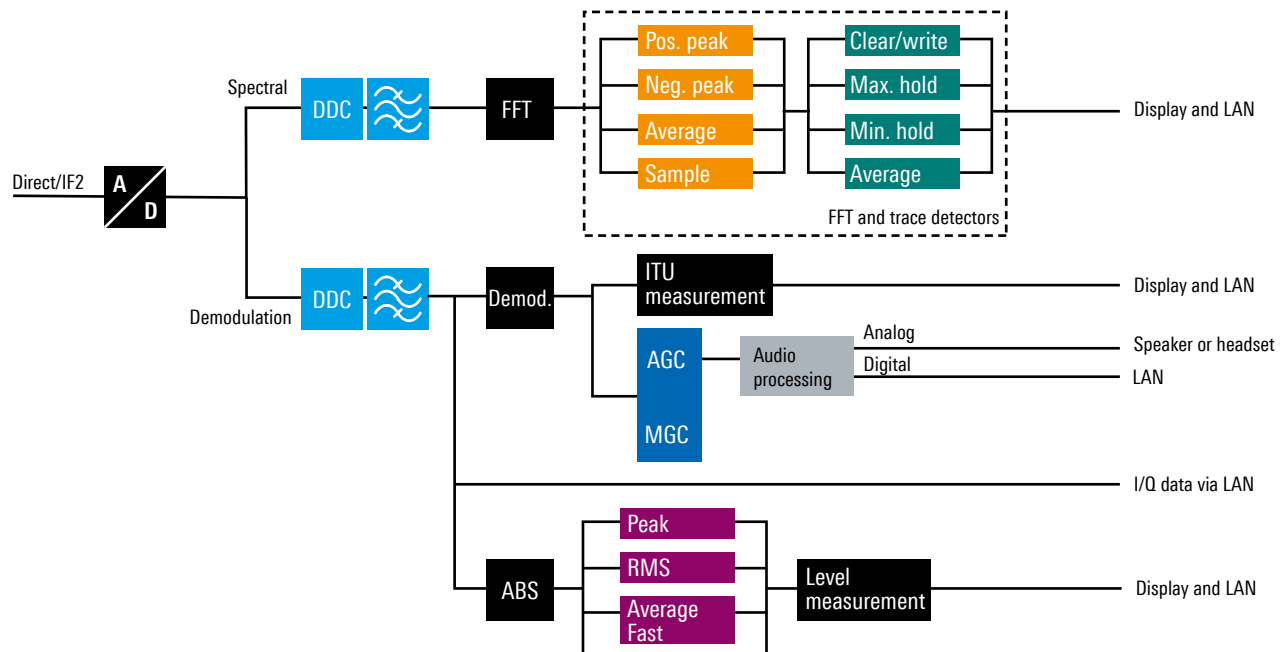 Pos. peak
Clear/write
Spectral
DDC
FFT
Neg. peak
Max. hold
Average
Min. hold
Display and LAN
Sample
Average
Direct/IF2
A
D
FFT and trace detectors
Demodulation
DDC
Demod.
ITU
measurement
Display and LAN
AGC
MGC
Audio
processing
Analog
Digital
Speaker or headset
LAN
I/Q data via LAN
Peak
RMS
ABS
Average
Fast
Level
measurement
Display and LAN